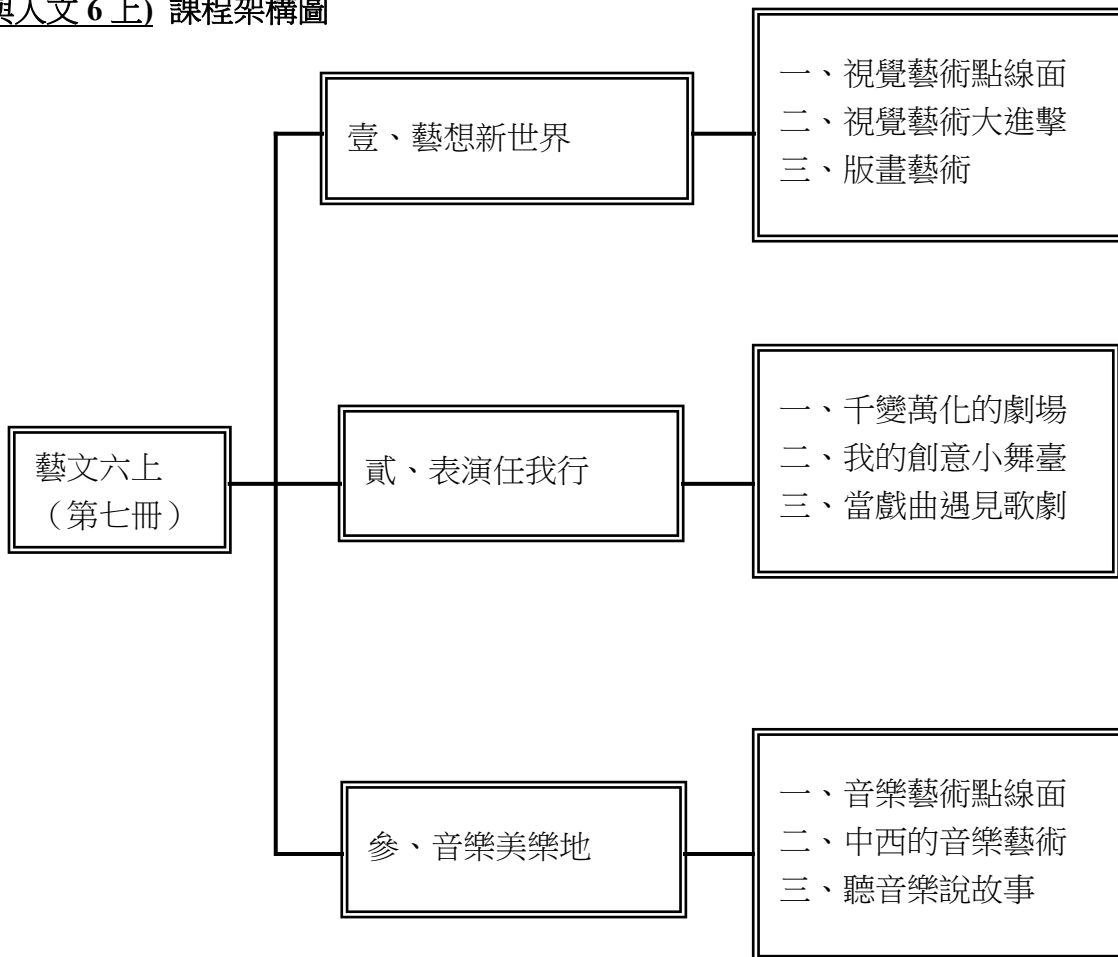 與人文 6 上) 課程架構圖
藝文六上
（第七冊）
壹、藝想新世界
一、視覺藝術點線面
二、視覺藝術大進擊
三、版畫藝術
貳、表演任我行
一、千變萬化的劇場
二、我的創意小舞臺
三、當戲曲遇見歌劇
參、音樂美樂地
一、音樂藝術點線面
二、中西的音樂藝術
三、聽音樂說故事